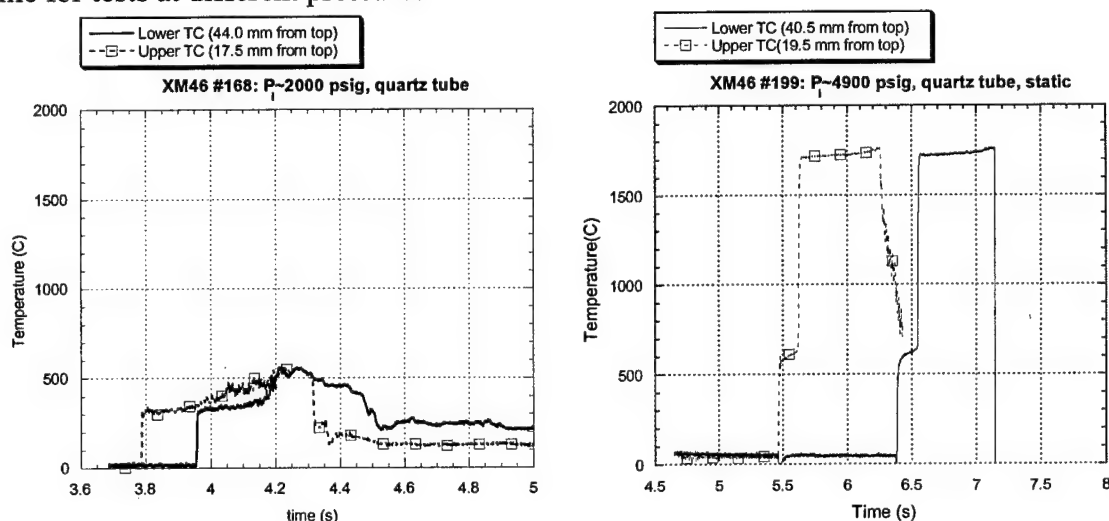 Lower TC (44.0 mm from top)
Upper TC (17.5 mm from top)
XM46 #168: P~2000 psig, quartz tube
2000
1500
1000
500
0
Temperature (C)
3.6 3.8 4 4.2 4.4 4.6 4.8 5
time (s)
Lower TC (40.5 mm from top)
Upper TC(19.5 mm from top)
XM46 #199: P~4900 psig, quartz tube, static
2000
1500
1000
500
0
Temperature(C)
4.5 5 5.5 6 6.5 7 7.5 8
Time (s)